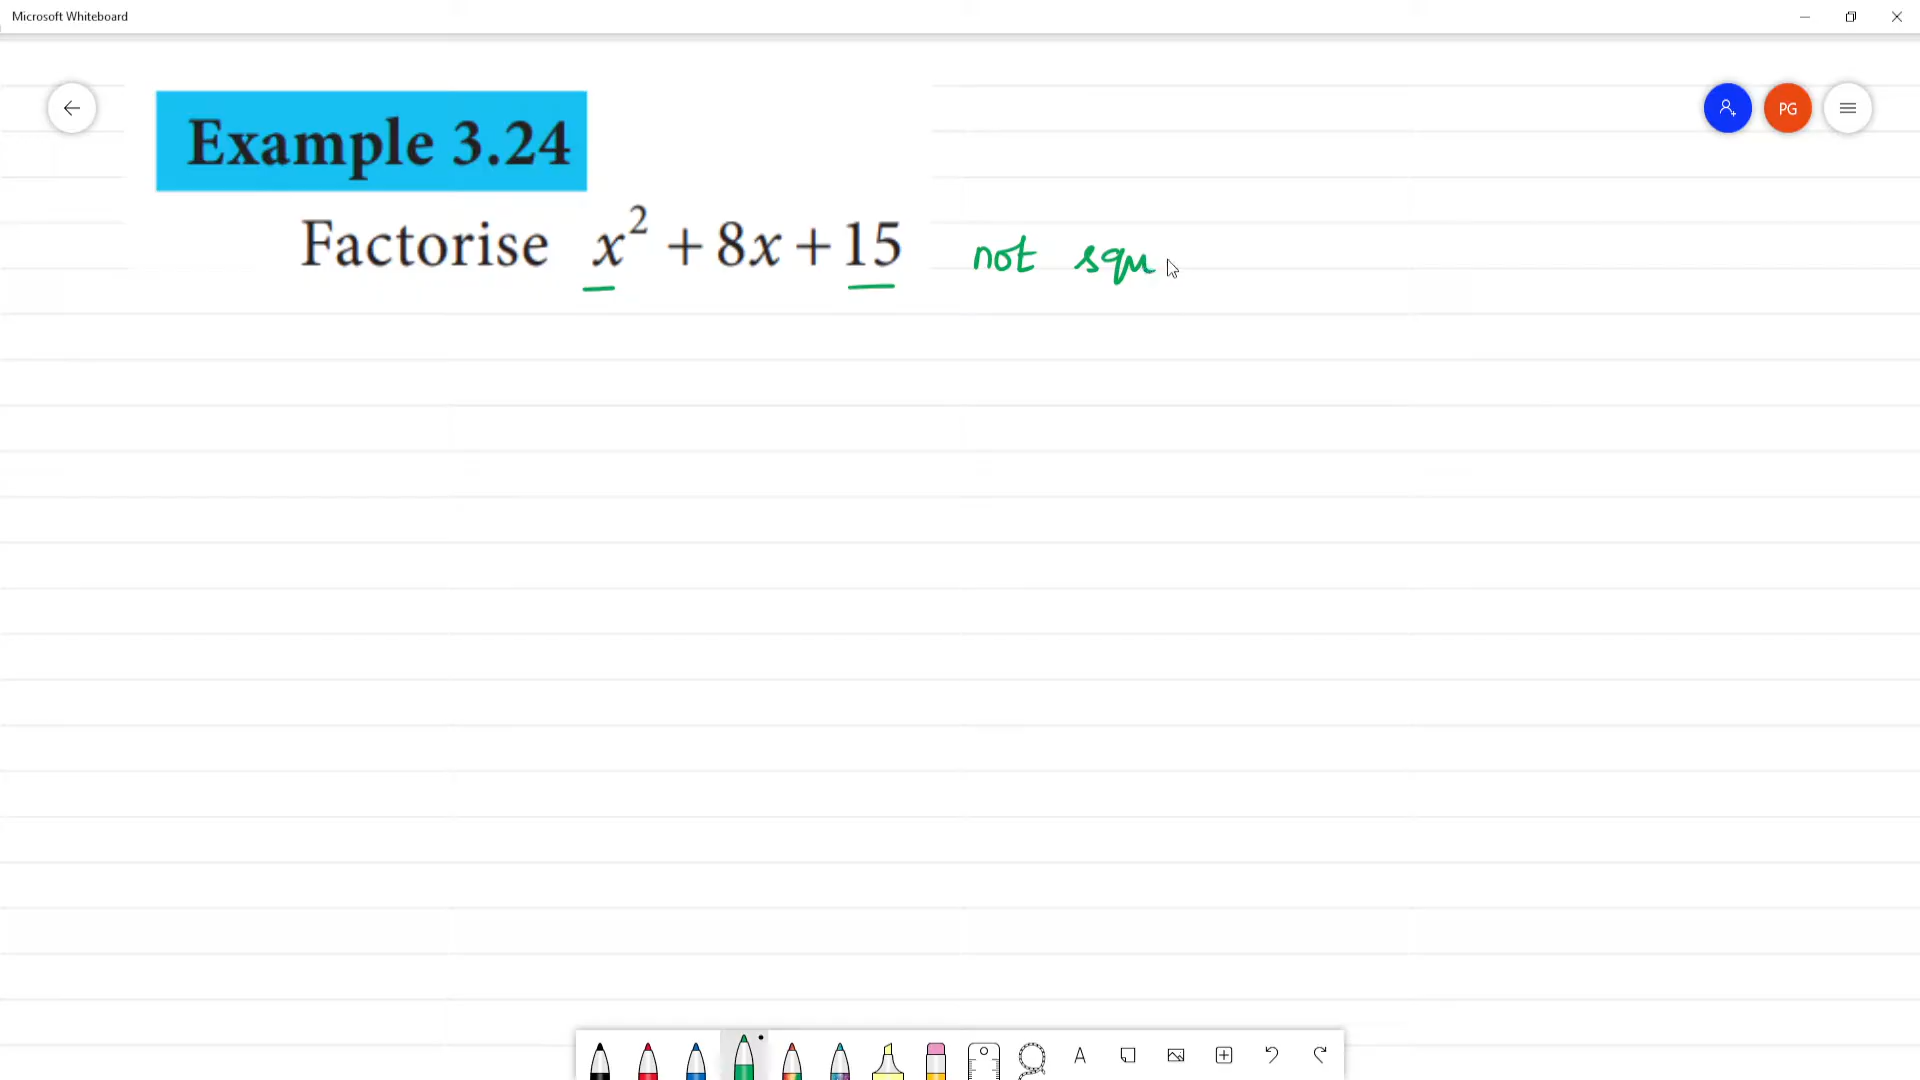 Microsoft Whiteboard
PG
Example 3.24
Factorise x² + 8x + 15 not squ
A